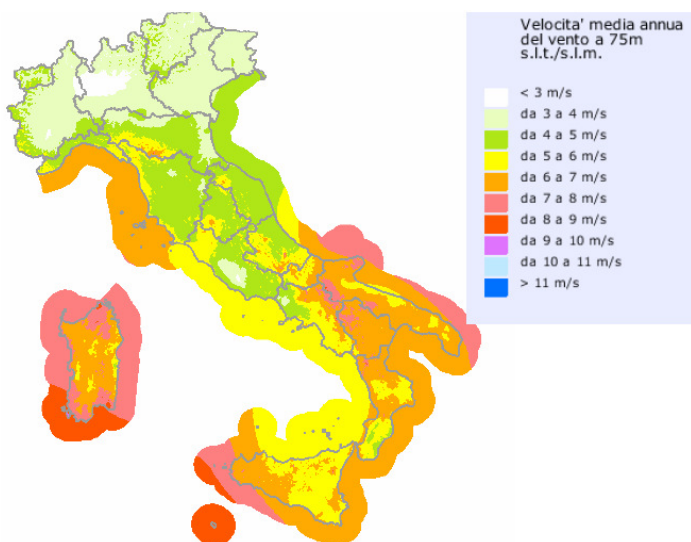 Velocita' media annua
del vento a 75m
s.l.t./s.l.m.
< 3 m/s
da 3 a 4 m/s
da 4 a 5 m/s
da 5 a 6 m/s
da 6 a 7 m/s
da 7 a 8 m/s
da 8 a 9 m/s
da 9 a 10 m/s
da 10 a 11 m/s
> 11 m/s